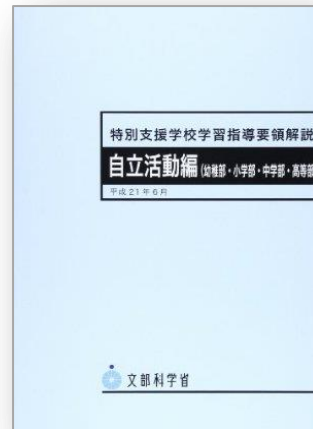 特別支援学校学習指導要領解説
自立活動編(幼稚部・小学部・中学部・高等部
平成21年6月
文部科学省